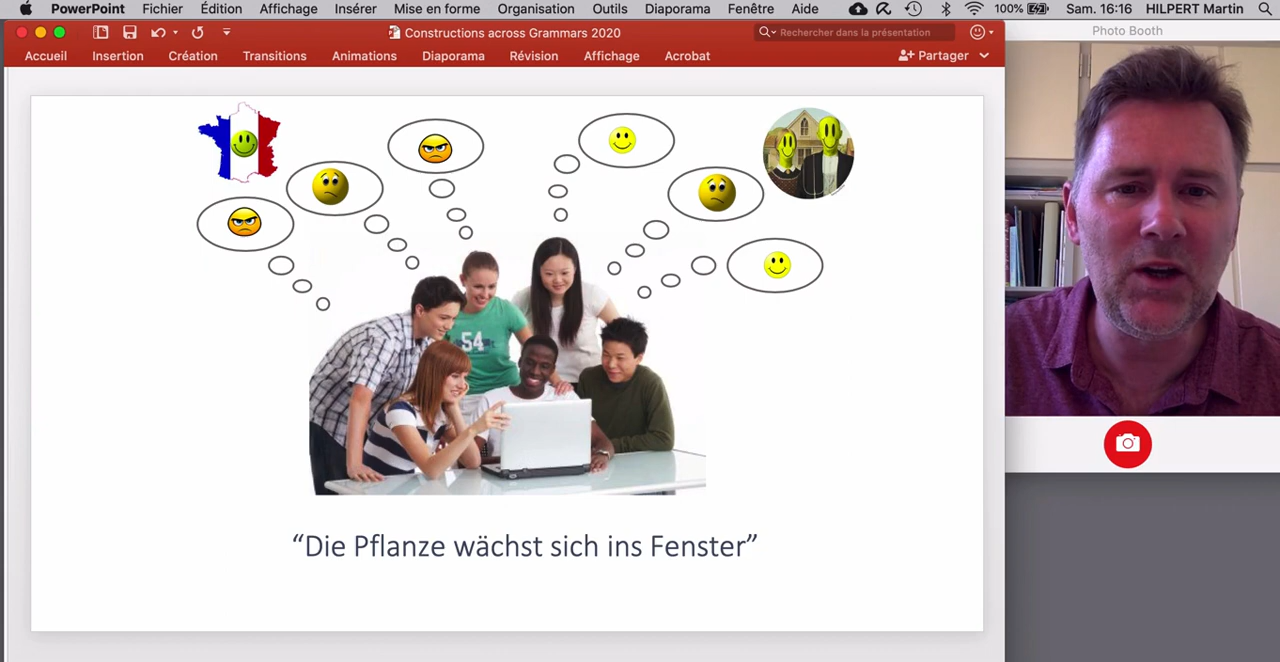 PowerPoint Fichier Édition Affichage Insérer Mise en forme Organisation Outils Diaporama Fenêtre Aide 100% Sam. 16:16 HILPERT Martin
Constructions across Grammars 2020
Rechercher dans la présentation
Photo Booth
Accueil Insertion Création Transitions Animations Diaporama Révision Affichage Acrobat Partager
54
“Die Pflanze wächst sich ins Fenster”